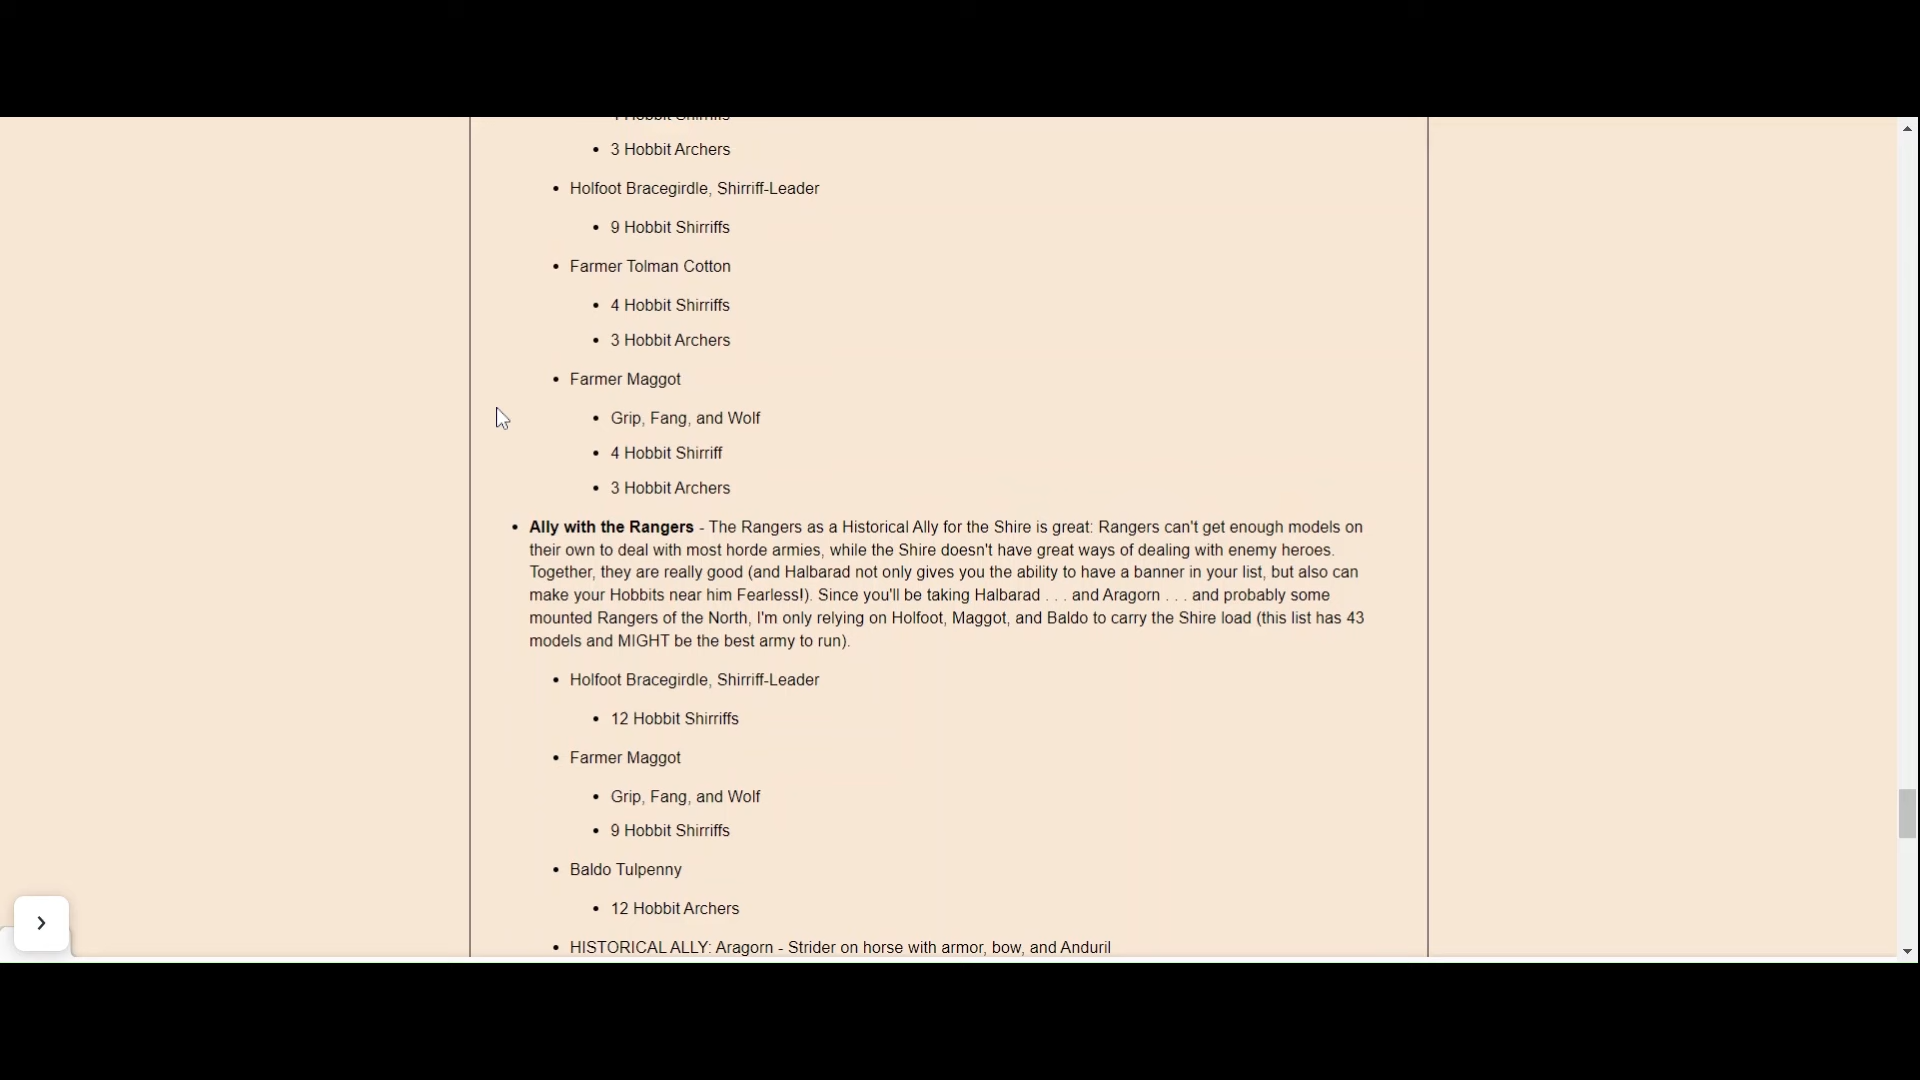 3 Hobbit Archers
Holfoot Bracegirdle, Shirriff-Leader
9 Hobbit Shirriffs
Farmer Tolman Cotton
4 Hobbit Shirriffs
3 Hobbit Archers
Farmer Maggot
Grip, Fang, and Wolf
4 Hobbit Shirriff
3 Hobbit Archers
Ally with the Rangers - The Rangers as a Historical Ally for the Shire is great: Rangers can't get enough models on
their own to deal with most horde armies, while the Shire doesn't have great ways of dealing with enemy heroes.
Together, they are really good (and Halbarad not only gives you the ability to have a banner in your list, but also can
make your Hobbits near him Fearless!). Since you'll be taking Halbarad . . . and Aragorn . . . and probably some
mounted Rangers of the North, I'm only relying on Holfoot, Maggot, and Baldo to carry the Shire load (this list has 43
models and MIGHT be the best army to run).
Holfoot Bracegirdle, Shirriff-Leader
12 Hobbit Shirriffs
Farmer Maggot
Grip, Fang, and Wolf
9 Hobbit Shirriffs
Baldo Tulpenny
12 Hobbit Archers
HISTORICAL ALLY: Aragorn - Strider on horse with armor, bow, and Anduril